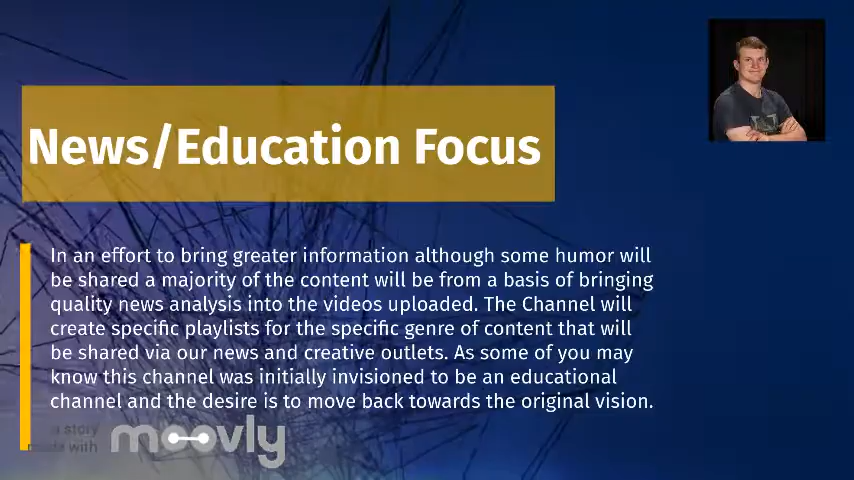 News/Education Focus
In an effort to bring greater information although some humor will
be shared a majority of the content will be from a basis of bringing
quality news analysis into the videos uploaded. The Channel will
create specific playlists for the specific genre of content that will
be shared via our news and creative outlets. As some of you may
know this channel was initially invisioned to be an educational
channel and the desire is to move back towards the original vision.
a story
made with
moovly